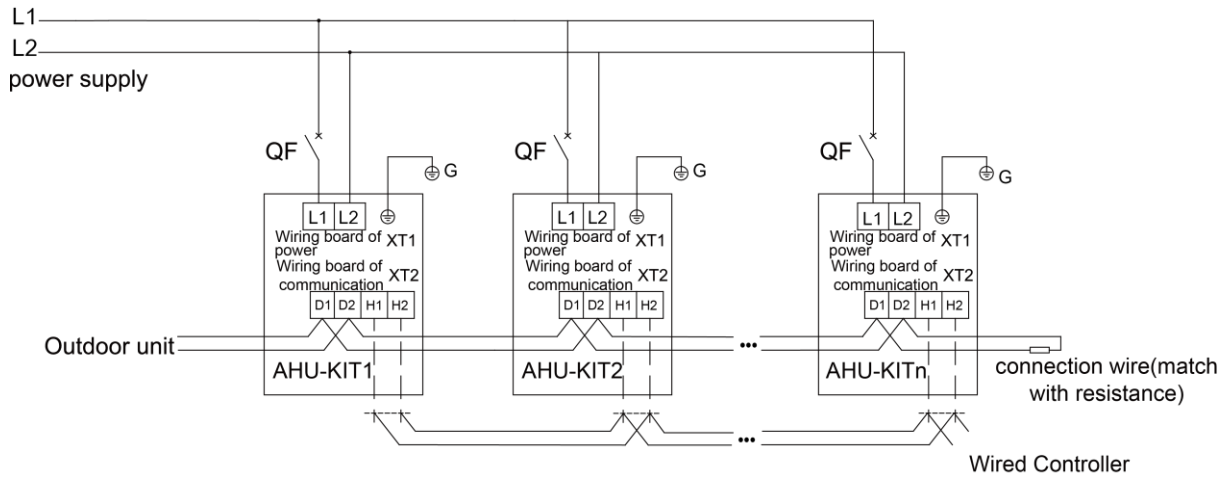 L1
L2
power supply
QF
G
QF
G
QF
G
L1 L2
L1 L2
L1 L2
Wiring board of
power
XT1
Wiring board of
power
XT1
Wiring board of
power
XT1
Wiring board of
communication
XT2
Wiring board of
communication
XT2
Wiring board of
communication
XT2
D1 D2 H1 H2
D1 D2 H1 H2
D1 D2 H1 H2
Outdoor unit
AHU-KIT1
AHU-KIT2
AHU-KITn
connection wire(match
with resistance)
Wired Controller